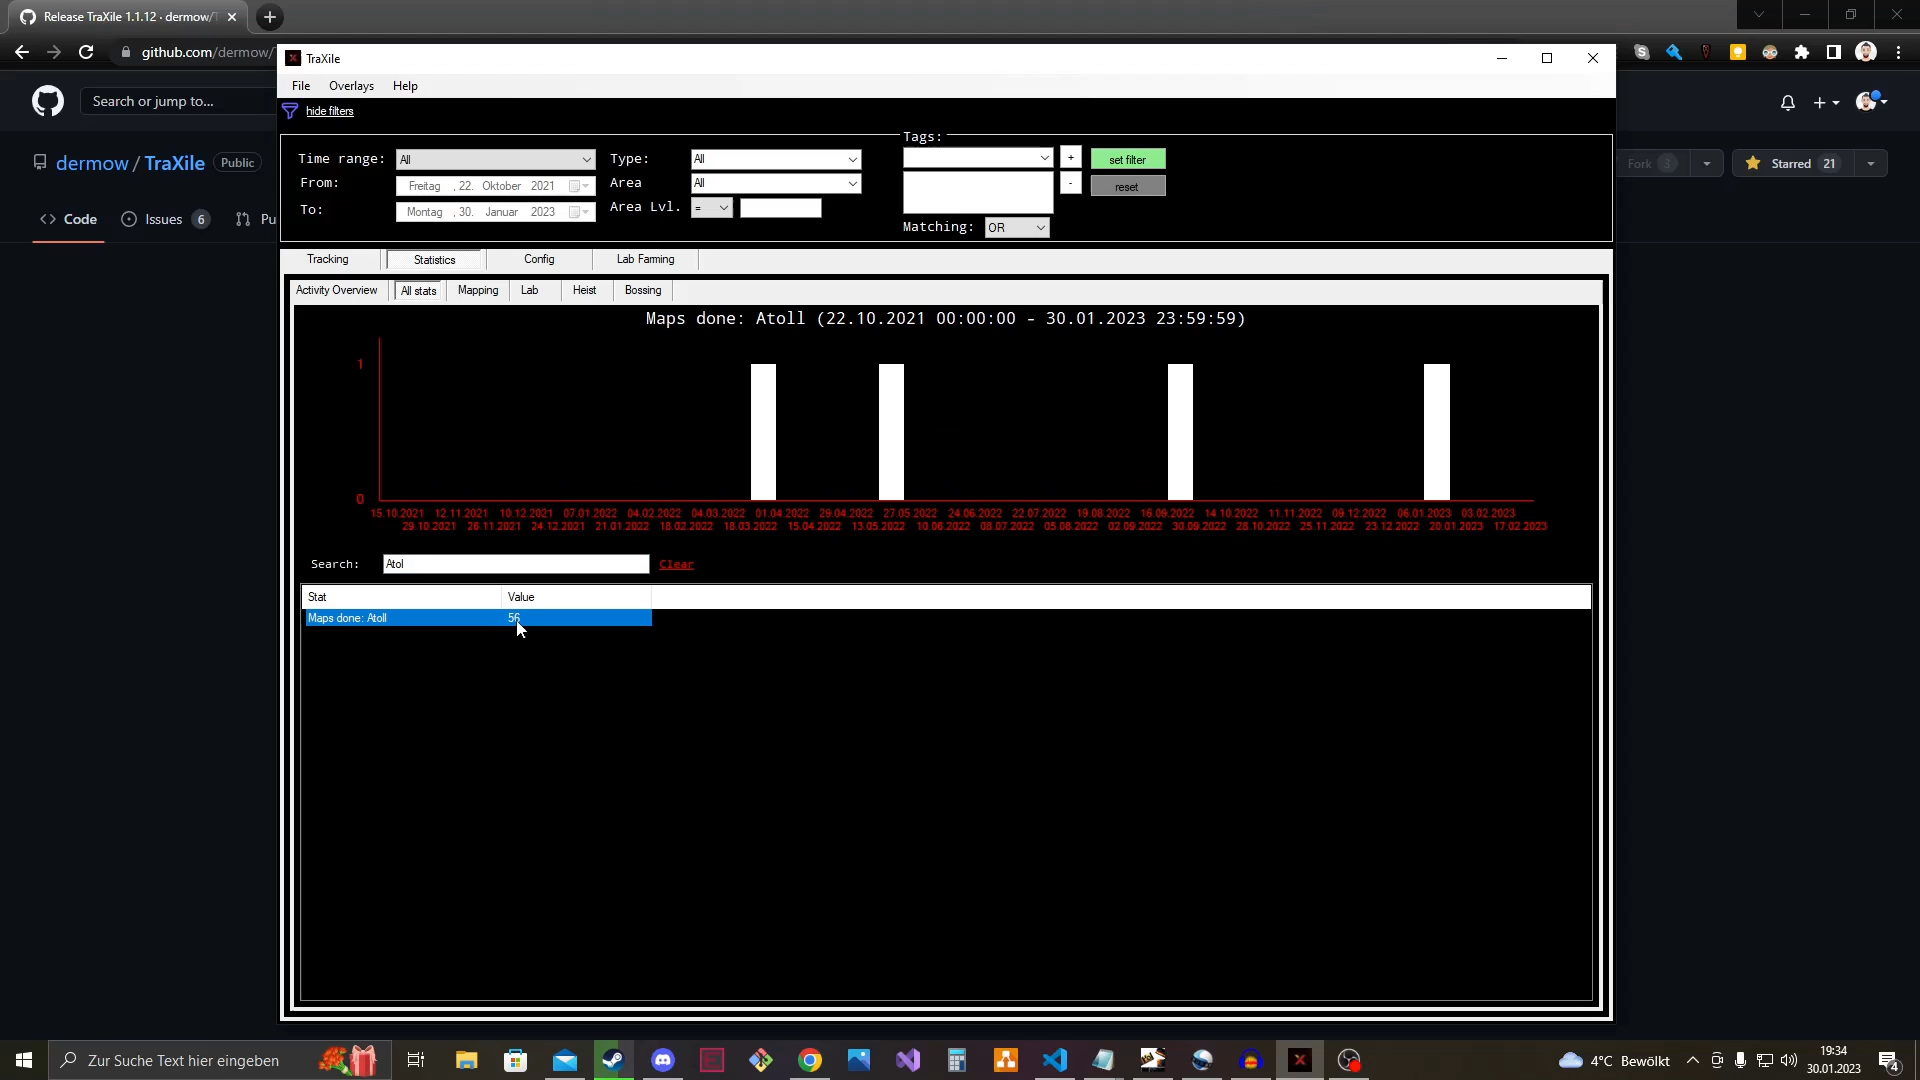 Release TraXile 1.1.12 · dermow/T
github.com/dermow/
TraXile
File Overlays Help
hide filters
Search or jump to...
dermow / TraXile Public
Fork 3
Starred 21
Code
Issues 6
Pu
Time range: All
From: Freitag , 22. Oktober 2021
To: Montag , 30. Januar 2023
Type: All
Area All
Area Lvl. =
Tags:
+
-
Matching: OR
set filter
reset
Tracking Statistics Config Lab Farming
Activity Overview All stats Mapping Lab Heist Bossing
Maps done: Atoll (22.10.2021 00:00:00 - 30.01.2023 23:59:59)
1
0
15.10.2021 12.11.2021 10.12.2021 07.01.2022 04.02.2022 04.03.2022 01.04.2022 29.04.2022 27.05.2022 24.06.2022 22.07.2022 19.08.2022 16.09.2022 14.10.2022 11.11.2022 09.12.2022 06.01.2023 03.02.2023
29.10.2021 26.11.2021 24.12.2021 21.01.2022 18.02.2022 18.03.2022 15.04.2022 13.05.2022 10.06.2022 08.07.2022 05.08.2022 02.09.2022 30.09.2022 28.10.2022 25.11.2022 23.12.2022 20.01.2023 17.02.2023
Search: Atol Clear
Stat Value
Maps done: Atoll 56
Zur Suche Text hier eingeben
4°C Bewölkt
19:34
30.01.2023
4